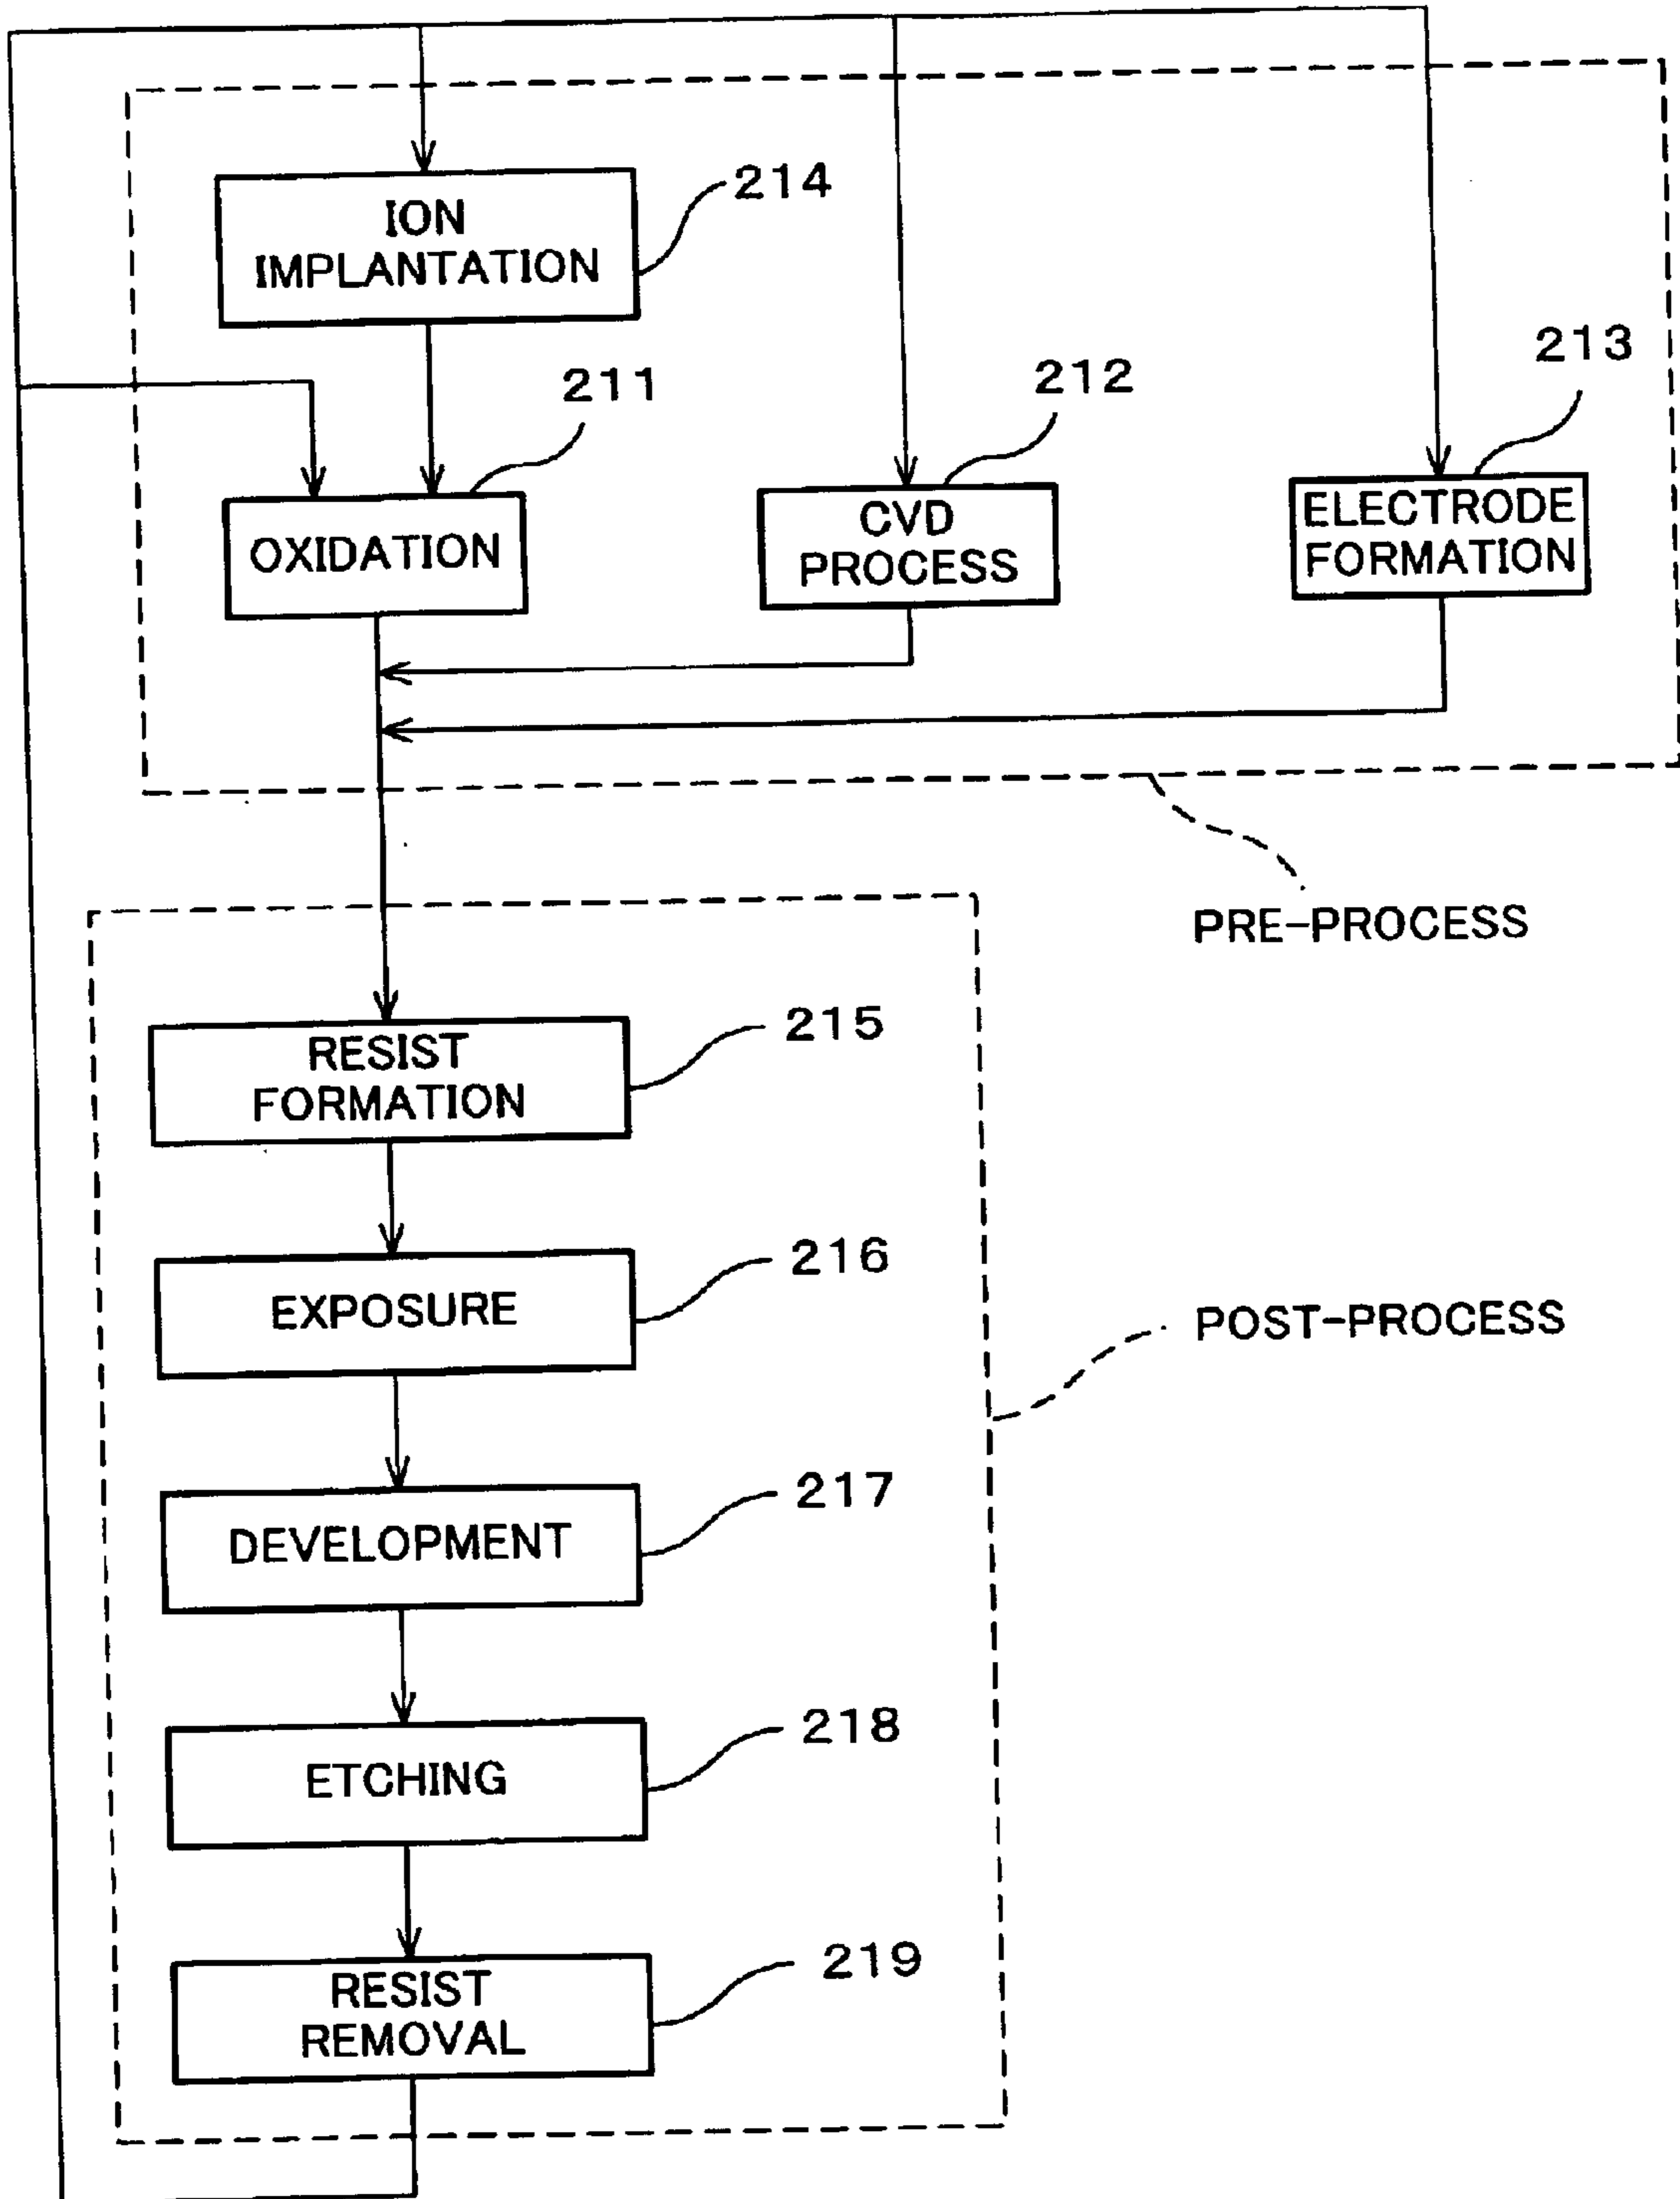 214
ION
IMPLANTATION
213
212
211
OXIDATION
CVD
PROCESS
ELECTRODE
FORMATION
PRE-PROCESS
215
RESIST
FORMATION
216
EXPOSURE
POST-PROCESS
217
DEVELOPMENT
218
ETCHING
219
RESIST
REMOVAL